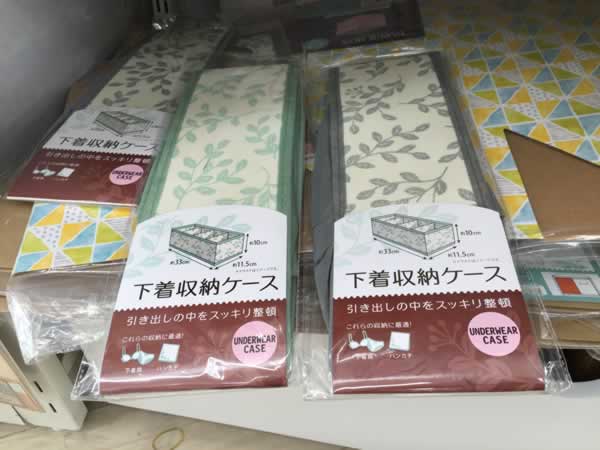 下着収納ケース
引き出しの中をスッキリ整頓
UNDERWEAR
CASE
約10cm
約33cm
約11.5cm
下着収納ケース
引き出しの中をスッキリ整頓
これらの収納に最適!
下着類
ハンカチ
UNDERWEAR
CASE
約10cm
約33cm
約11.5cm
下着収納ケース
引き出しの中をスッキリ整頓
これらの収納に最適!
下着類
ハンカチ
UNDERWEAR
CASE